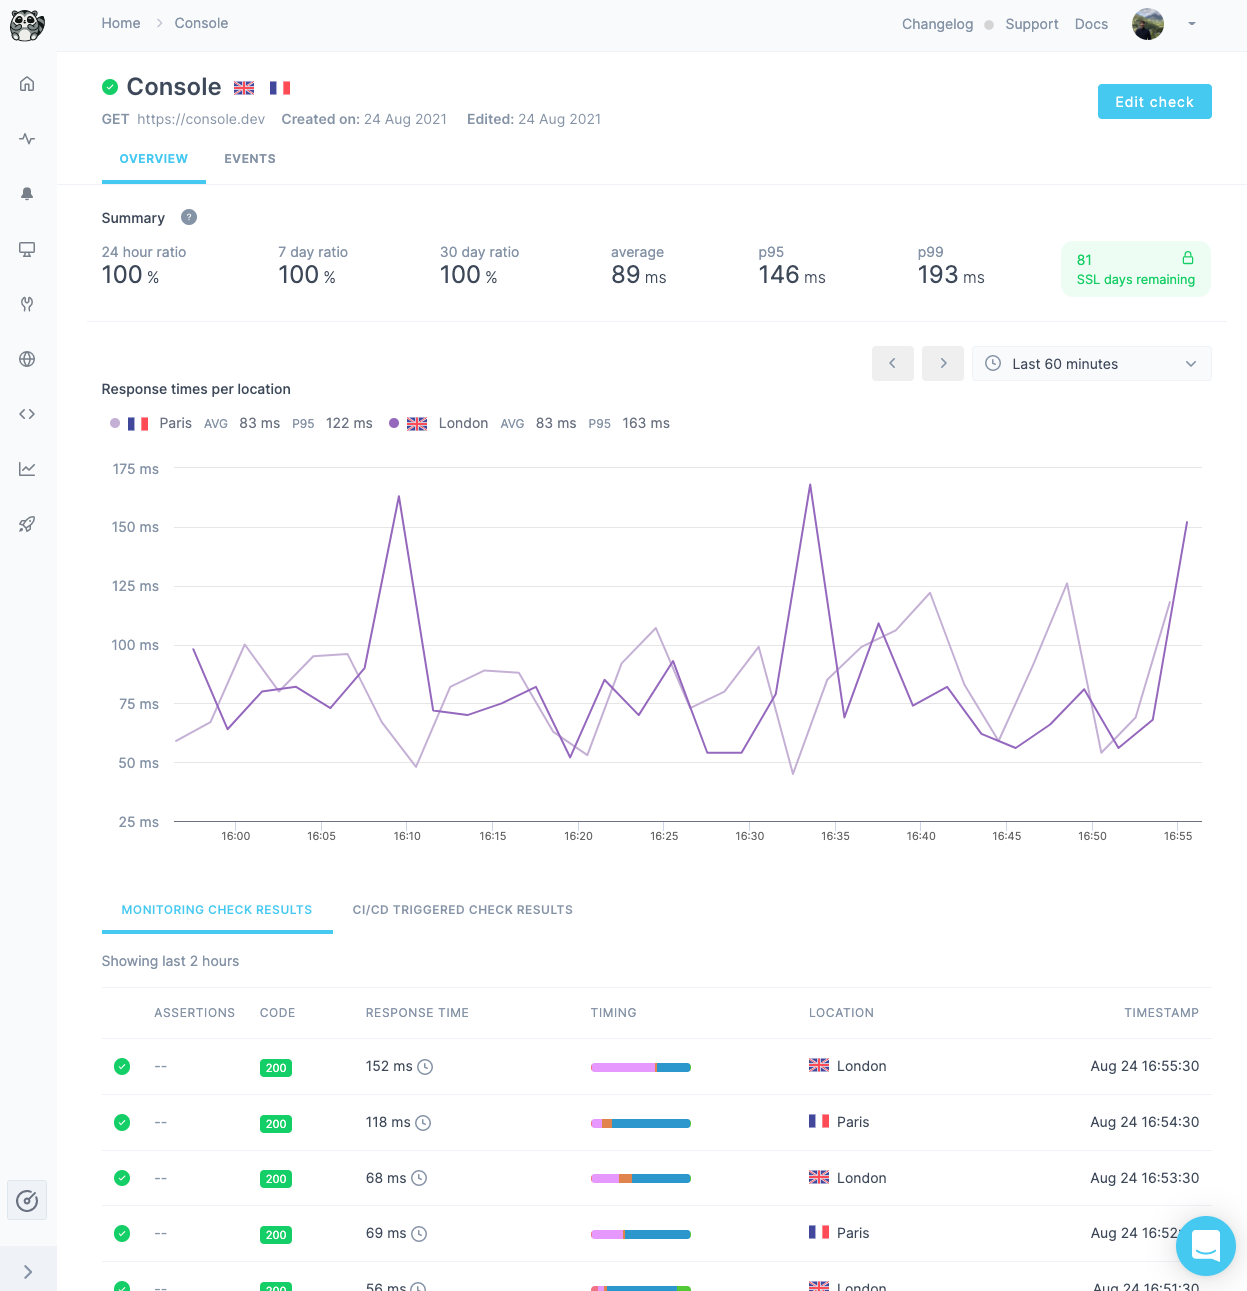 Home > Console
Changelog Support Docs
Console
Edit check
GET https://console.dev Created on: 24 Aug 2021 Edited: 24 Aug 2021
OVERVIEW EVENTS
Summary ?
24 hour ratio 7 day ratio 30 day ratio average p95 p99
100 % 100 % 100 % 89 ms 146 ms 193 ms
81
SSL days remaining
Last 60 minutes
Response times per location
Paris AVG 83 ms P95 122 ms London AVG 83 ms P95 163 ms
175 ms
150 ms
125 ms
100 ms
75 ms
50 ms
25 ms
16:00 16:05 16:10 16:15 16:20 16:25 16:30 16:35 16:40 16:45 16:50 16:55
MONITORING CHECK RESULTS CI/CD TRIGGERED CHECK RESULTS
Showing last 2 hours
ASSERTIONS CODE RESPONSE TIME TIMING LOCATION TIMESTAMP
-- 200 152 ms London Aug 24 16:55:30
-- 200 118 ms Paris Aug 24 16:54:30
-- 200 68 ms London Aug 24 16:53:30
-- 200 69 ms Paris Aug 24 16:52:
-- 200 56 ms London Aug 24 16:51:30